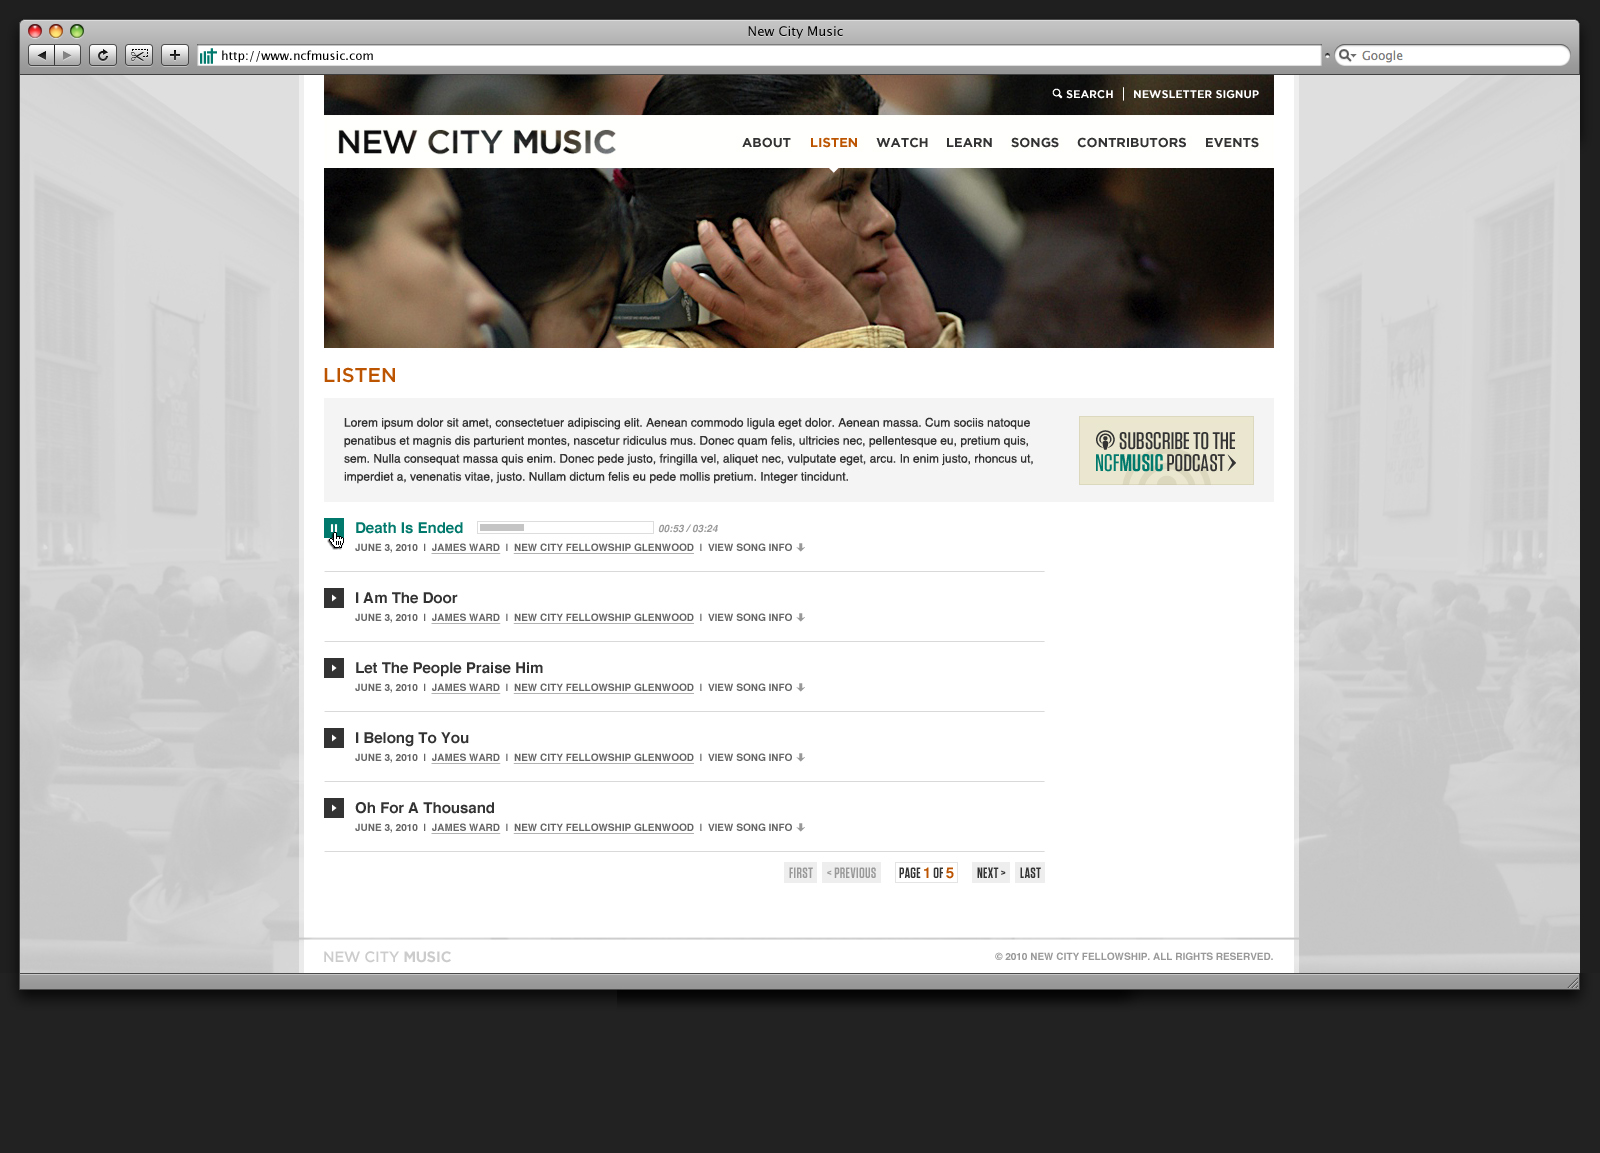 New City Music
http://www.ncfmusic.com
Google
SEARCH | NEWSLETTER SIGNUP
NEW CITY MUSIC
ABOUT LISTEN WATCH LEARN SONGS CONTRIBUTORS EVENTS
LISTEN
Lorem ipsum dolor sit amet, consectetuer adipiscing elit. Aenean commodo ligula eget dolor. Aenean massa. Cum sociis natoque
penatibus et magnis dis parturient montes, nascetur ridiculus mus. Donec quam felis, ultricies nec, pellentesque eu, pretium quis,
sem. Nulla consequat massa quis enim. Donec pede justo, fringilla vel, aliquet nec, vulputate eget, arcu. In enim justo, rhoncus ut,
imperdiet a, venenatis vitae, justo. Nullam dictum felis eu pede mollis pretium. Integer tincidunt.
SUBSCRIBE TO THE
NCFMUSIC PODCAST >
Death Is Ended 00:53 / 03:24
JUNE 3, 2010 | JAMES WARD | NEW CITY FELLOWSHIP GLENWOOD | VIEW SONG INFO
I Am The Door
JUNE 3, 2010 | JAMES WARD | NEW CITY FELLOWSHIP GLENWOOD | VIEW SONG INFO
Let The People Praise Him
JUNE 3, 2010 | JAMES WARD | NEW CITY FELLOWSHIP GLENWOOD | VIEW SONG INFO
I Belong To You
JUNE 3, 2010 | JAMES WARD | NEW CITY FELLOWSHIP GLENWOOD | VIEW SONG INFO
Oh For A Thousand
JUNE 3, 2010 | JAMES WARD | NEW CITY FELLOWSHIP GLENWOOD | VIEW SONG INFO
FIRST < PREVIOUS PAGE 1 OF 5 NEXT > LAST
NEW CITY MUSIC
© 2010 NEW CITY FELLOWSHIP. ALL RIGHTS RESERVED.